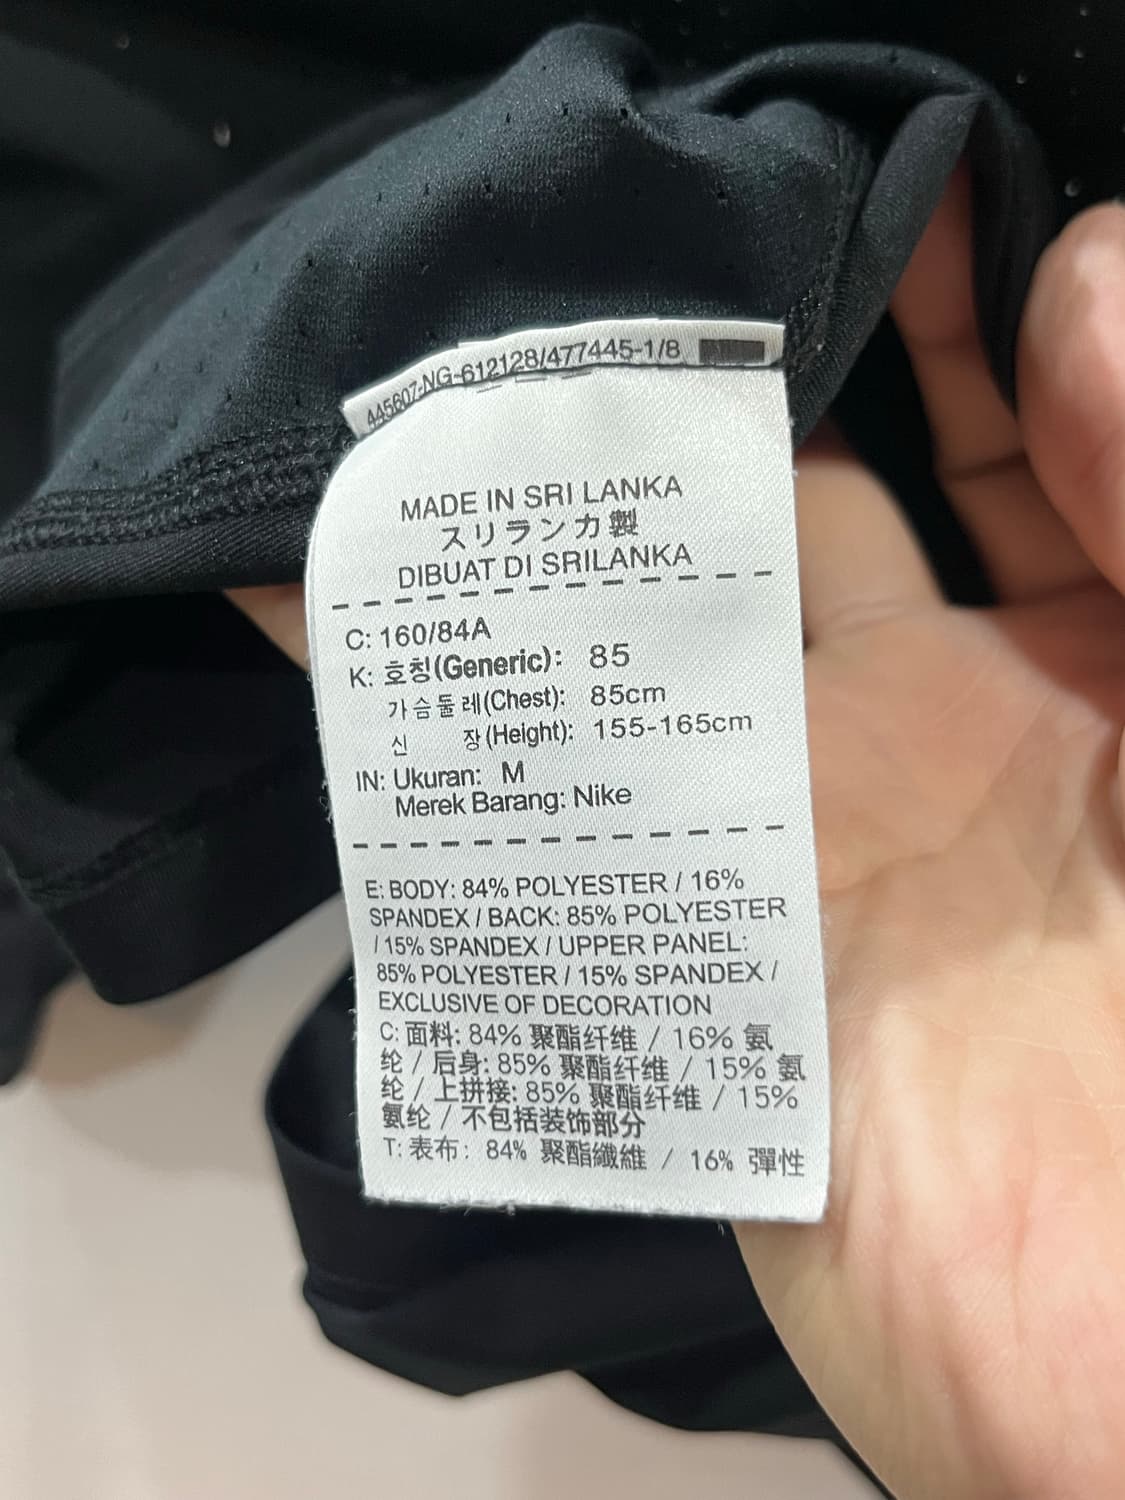 445607-NG-612128/477445-1/8
MADE IN SRI LANKA
スリランカ製
DIBUAT DI SRILANKA
C: 160/84A
K: 호칭(Generic): 85
가슴둘레(Chest): 85cm
신 장(Height): 155-165cm
IN: Ukuran: M
Merek Barang: Nike
E: BODY: 84% POLYESTER / 16%
SPANDEX / BACK: 85% POLYESTER
/ 15% SPANDEX / UPPER PANEL:
85% POLYESTER / 15% SPANDEX /
EXCLUSIVE OF DECORATION
C: 面料: 84% 聚酯纤维 / 16% 氨
纶 / 后身: 85% 聚酯纤维 / 15% 氨
纶 / 上拼接: 85% 聚酯纤维 / 15%
氨纶 / 不包括装饰部分
T: 表布: 84% 聚酯纖維 / 16% 彈性